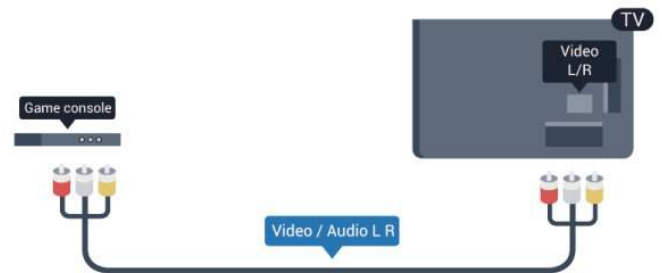 TV
Video
L/R
Game console
Video / Audio L R